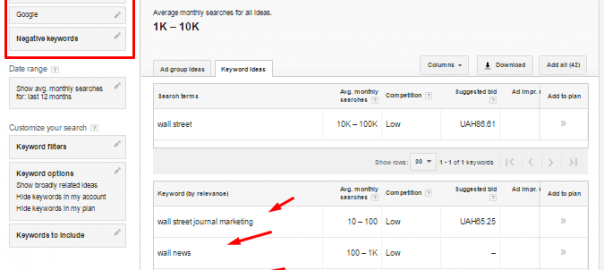 Google
Negative keywords
Date range ?
Show avg. monthly searches
for: last 12 months
Customize your search ?
Keyword filters
Keyword options
Show broadly related ideas
Hide keywords in my account
Hide keywords in my plan
Keywords to include
Average monthly searches for all ideas.
1K – 10K
Ad group ideas
Keyword ideas
Columns
Download
Add all (42)
Search terms
Avg. monthly
searches ?
Competition ?
Suggested bid
?
Ad impr.
Add to plan
wall street
10K – 100K
Low
UAH86.61
»
Show rows: 30 1 - 1 of 1 keywords
Keyword (by relevance)
Avg. monthly
searches ?
Competition ?
Suggested bid
?
Ad impr.
Add to plan
wall street journal marketing
10 – 100
Low
UAH65.25
»
wall news
100 – 1K
Low
–
»